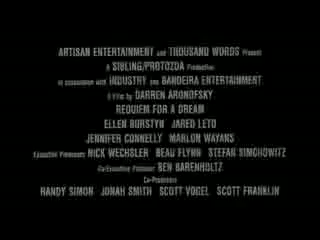 ARTISAN ENTERTAINMENT AND THOUSAND WORDS Present
A SIBLING/PROTOZOA Production
in association with INDUSTRY AND BANDEIRA ENTERTAINMENT
A Film by DARREN ARONOFSKY
REQUIEM FOR A DREAM
ELLEN BURSTYN JARED LETO
JENNIFER CONNELLY MARLON WAYANS
Executive Producers NICK WECHSLER BEAU FLYNN STEFAN SIMCHOWITZ
Co-Executive Producer BEN BARENHOLTZ
Co-Producers
RANDY SIMON JONAH SMITH SCOTT VOGEL SCOTT FRANKLIN